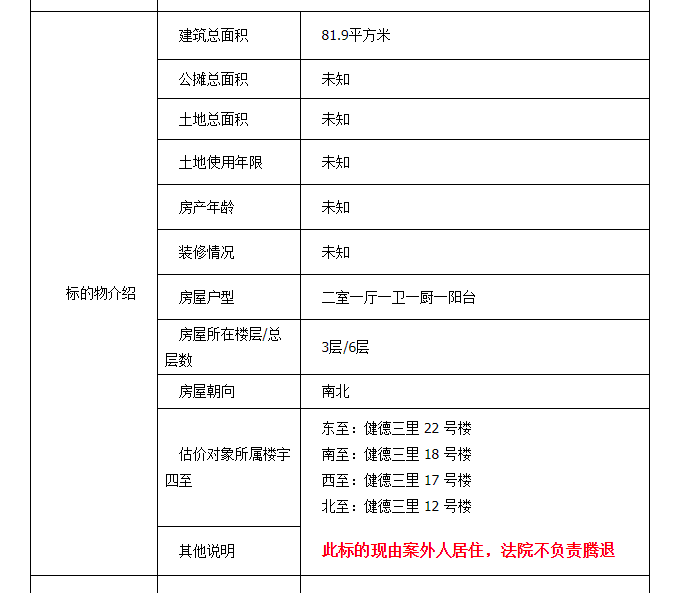 建筑总面积 81.9平方米
公摊总面积 未知
土地总面积 未知
土地使用年限 未知
房产年龄 未知
装修情况 未知
标的物介绍
房屋户型 二室一厅一卫一厨一阳台
房屋所在楼层/总
层数
3层/6层
房屋朝向 南北
估价对象所属楼宇
四至
东至：健德三里 22 号楼
南至：健德三里 18 号楼
西至：健德三里 17 号楼
北至：健德三里 12 号楼
其他说明 此标的现由案外人居住，法院不负责腾退